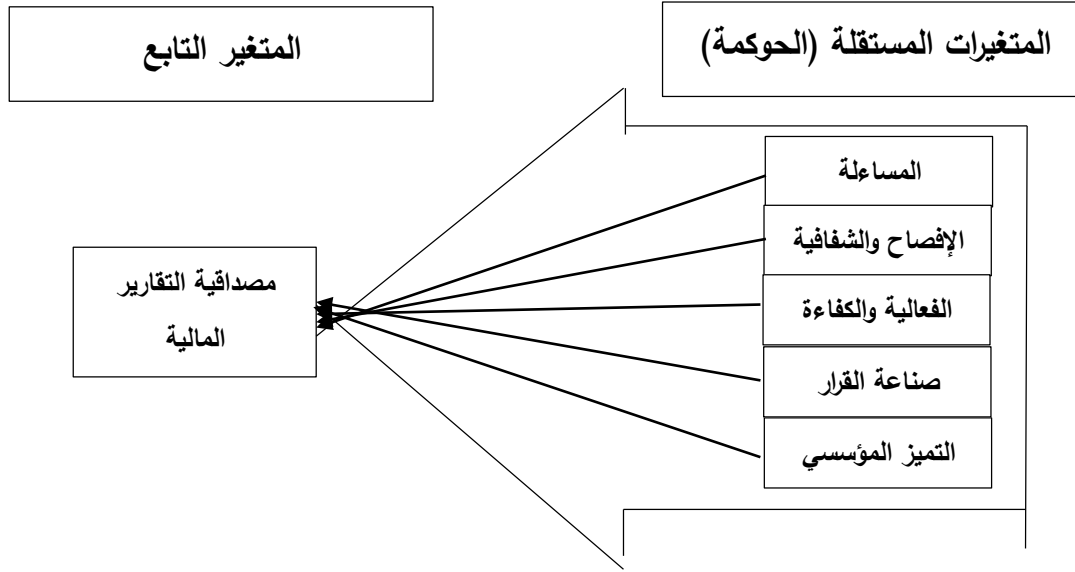 المتغيرات المستقلة (الحوكمة)
المتغير التابع
المساءلة
الإفصاح والشفافية
الفعالية والكفاءة
صناعة القرار
التميز المؤسسي
مصداقية التقارير
المالية